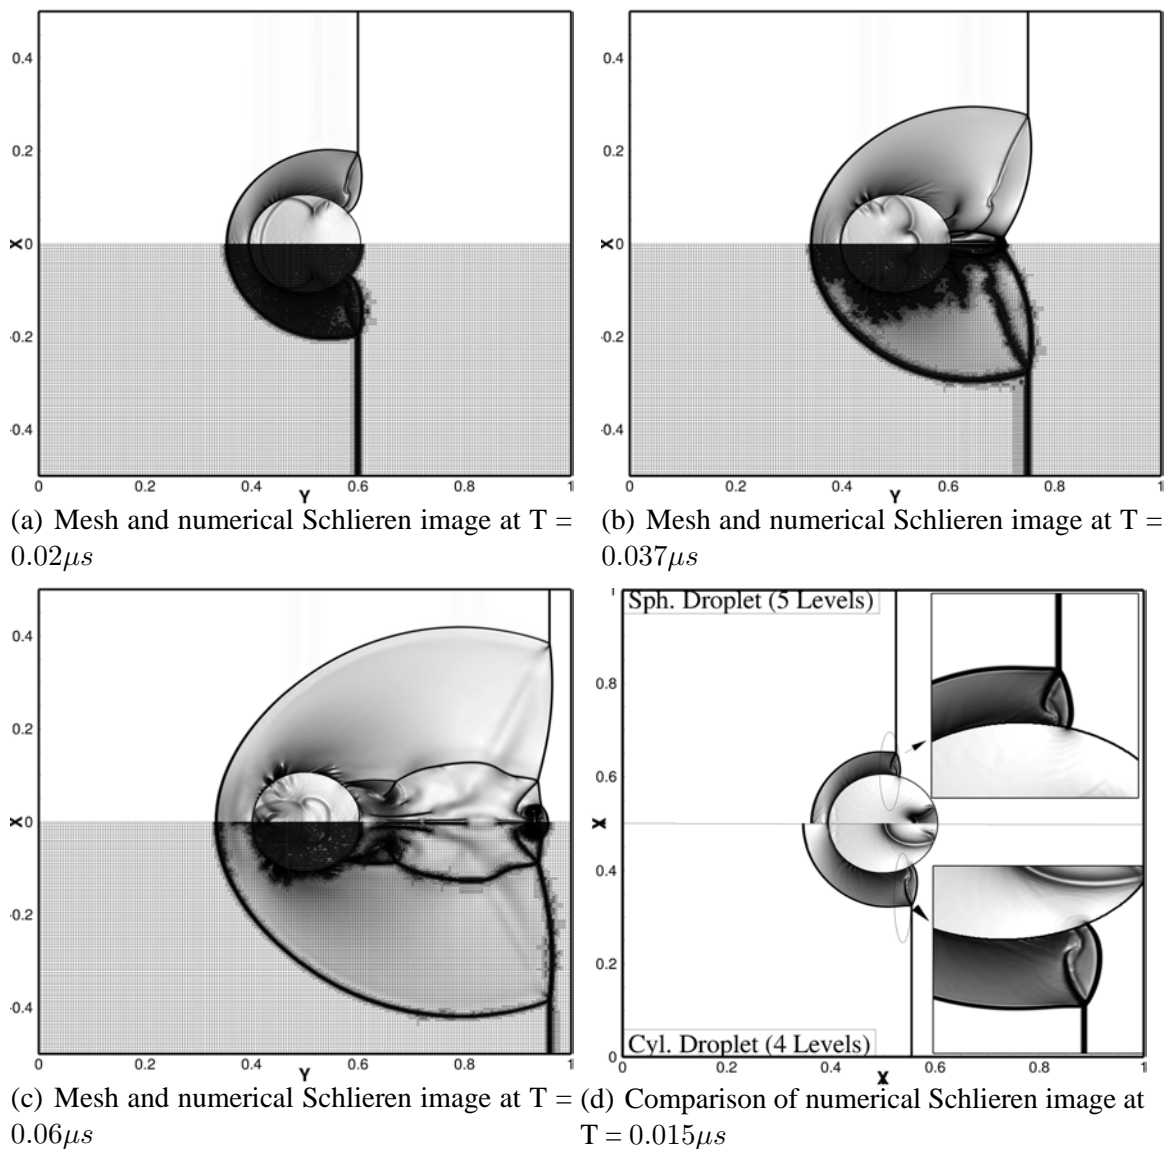 0.4
0.2
X 0
-0.2
-0.4
0 0.2 0.4 0.6 0.8 1
Y
0.4
0.2
X 0
-0.2
-0.4
0 0.2 0.4 0.6 0.8 1
Y
(a) Mesh and numerical Schlieren image at T =
0.02μs
(b) Mesh and numerical Schlieren image at T =
0.037μs
0.4
0.2
X 0
-0.2
-0.4
0 0.2 0.4 0.6 0.8 1
Y
1
Sph. Droplet (5 Levels)
0.8
0.6
X
0.4
0.2
Cyl. Droplet (4 Levels)
0
0 0.2 0.4 0.6 0.8 1
X
(c) Mesh and numerical Schlieren image at T =
0.06μs
(d) Comparison of numerical Schlieren image at
T = 0.015μs